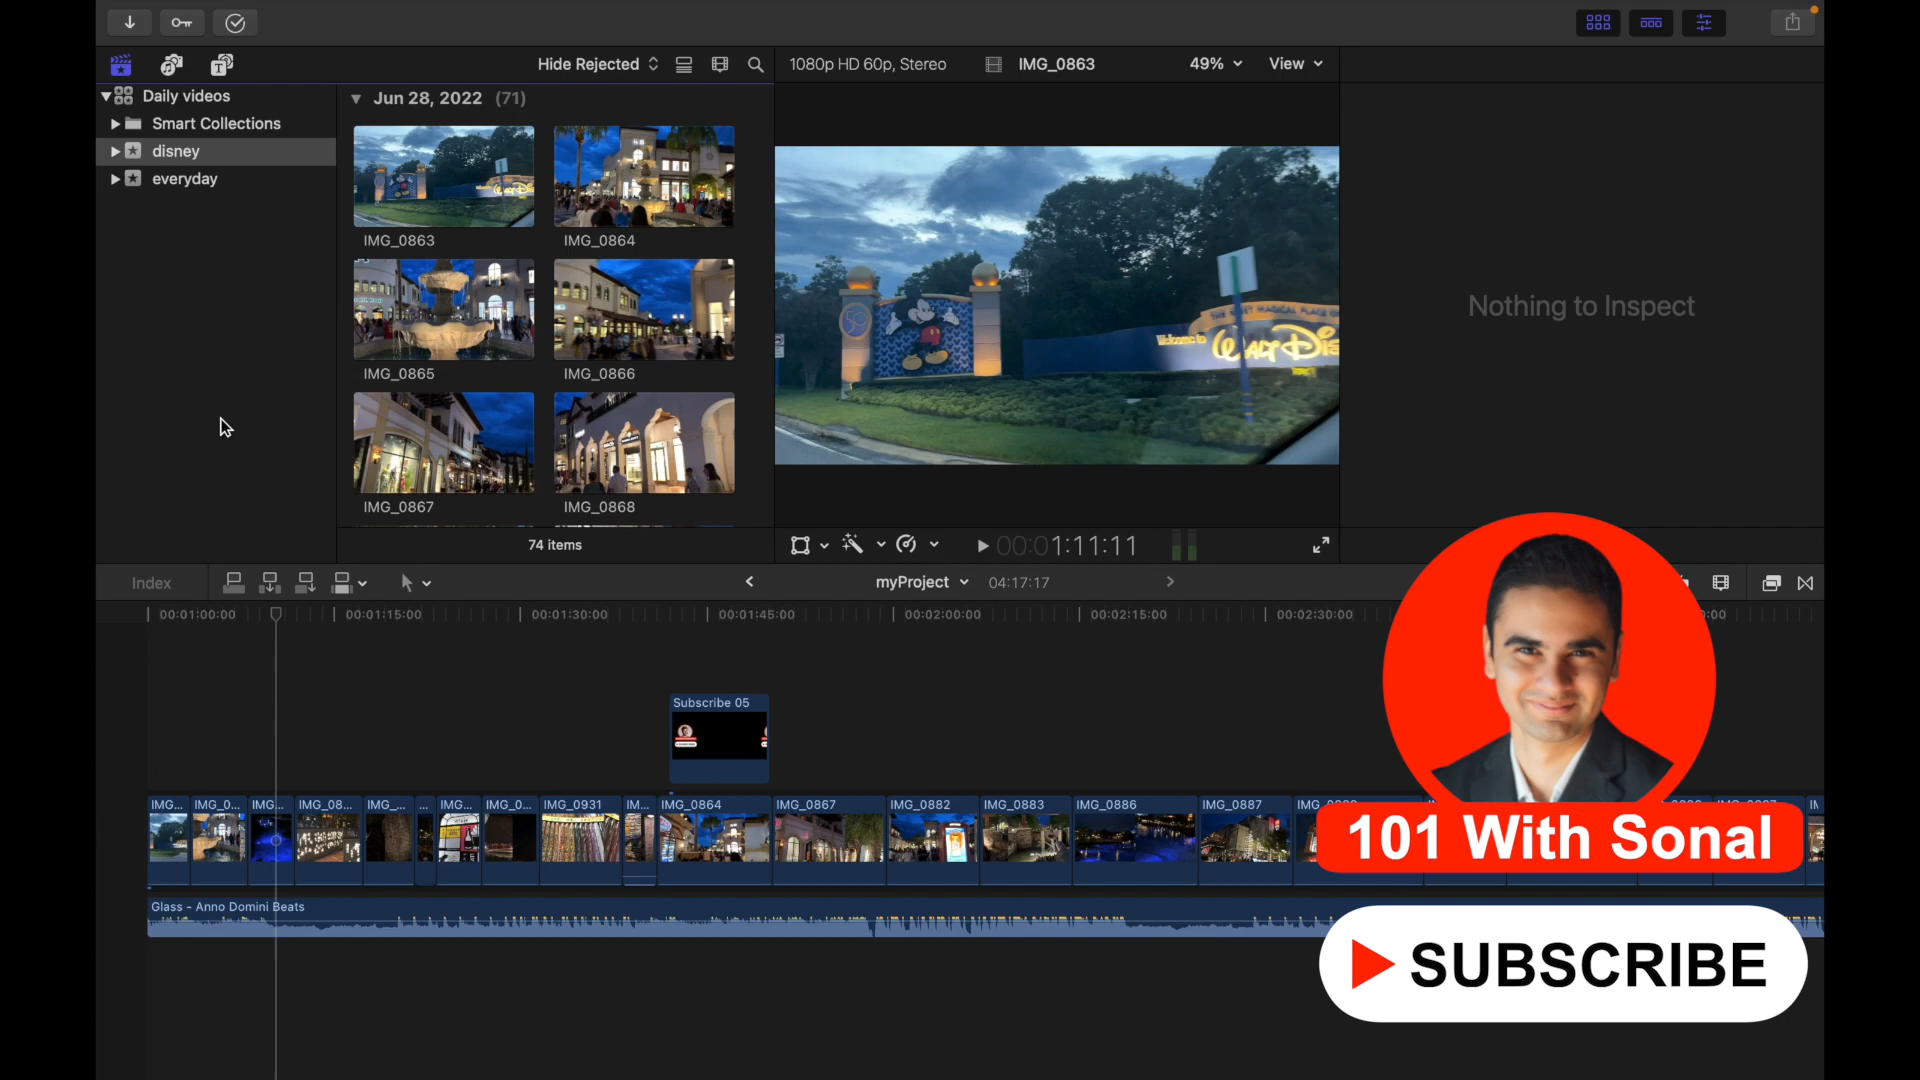 Hide Rejected
1080p HD 60p, Stereo
IMG_0863
49%
View
Daily videos
Smart Collections
disney
everyday
Jun 28, 2022 (71)
IMG_0863
IMG_0864
IMG_0865
IMG_0866
IMG_0867
IMG_0868
74 items
Welcome to
50
Nothing to Inspect
00:01:11:11
Index
myProject
04:17:17
00:01:00:00
00:01:15:00
00:01:30:00
00:01:45:00
00:02:00:00
00:02:15:00
00:02:30:00
Subscribe 05
IMG...
IMG_0...
IMG...
IMG_08...
IMG_...
...
IMG...
IMG_0...
IMG_0931
IM...
IMG_0864
IMG_0867
IMG_0882
IMG_0883
IMG_0886
IMG_0887
Glass - Anno Domini Beats
101 With Sonal
SUBSCRIBE